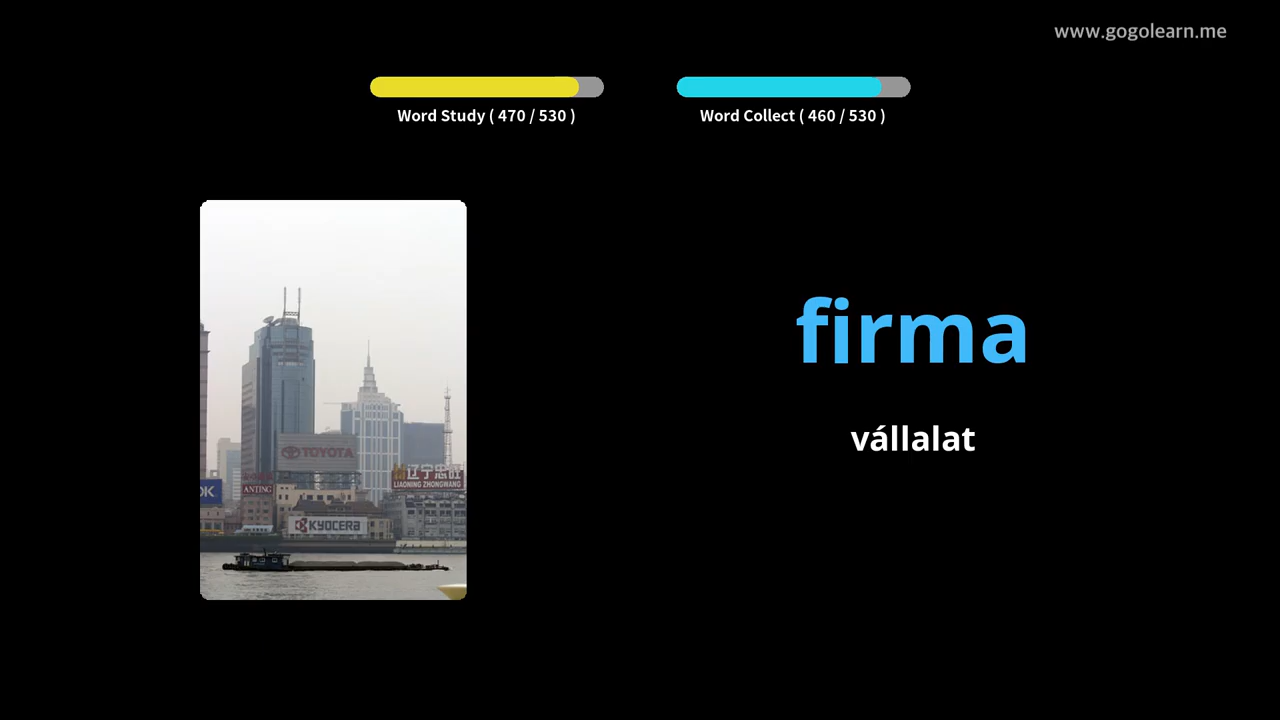 www.gogolearn.me
Word Study ( 470 / 530 )
Word Collect ( 460 / 530 )
firma
vállalat
TOYOTA
辽宁忠旺
LIAONING ZHONGWANG
OK
ANTING
KYOCERA